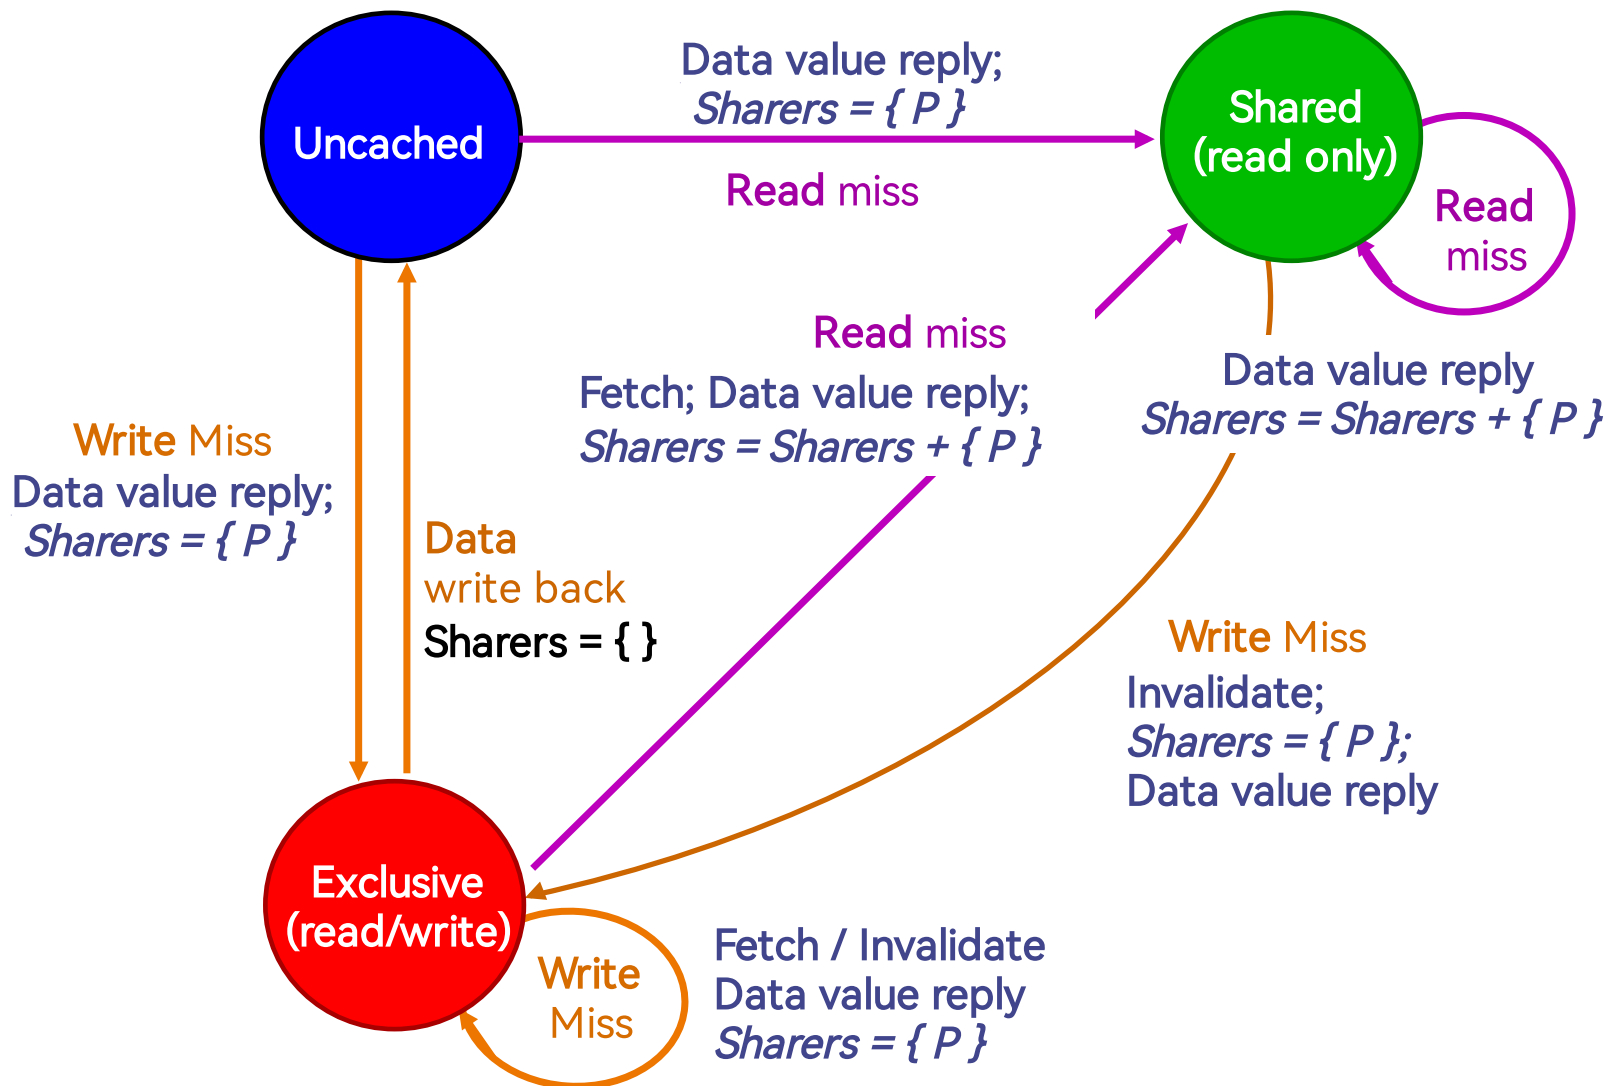 Data value reply;
Sharers = { P }
Uncached
Shared
(read only)
Read miss
Read
miss
Read miss
Fetch; Data value reply;
Sharers = Sharers + { P }
Data value reply
Sharers = Sharers + { P }
Write Miss
Data value reply;
Sharers = { P }
Data
write back
Sharers = { }
Write Miss
Invalidate;
Sharers = { P };
Data value reply
Exclusive
(read/write)
Write
Miss
Fetch / Invalidate
Data value reply
Sharers = { P }